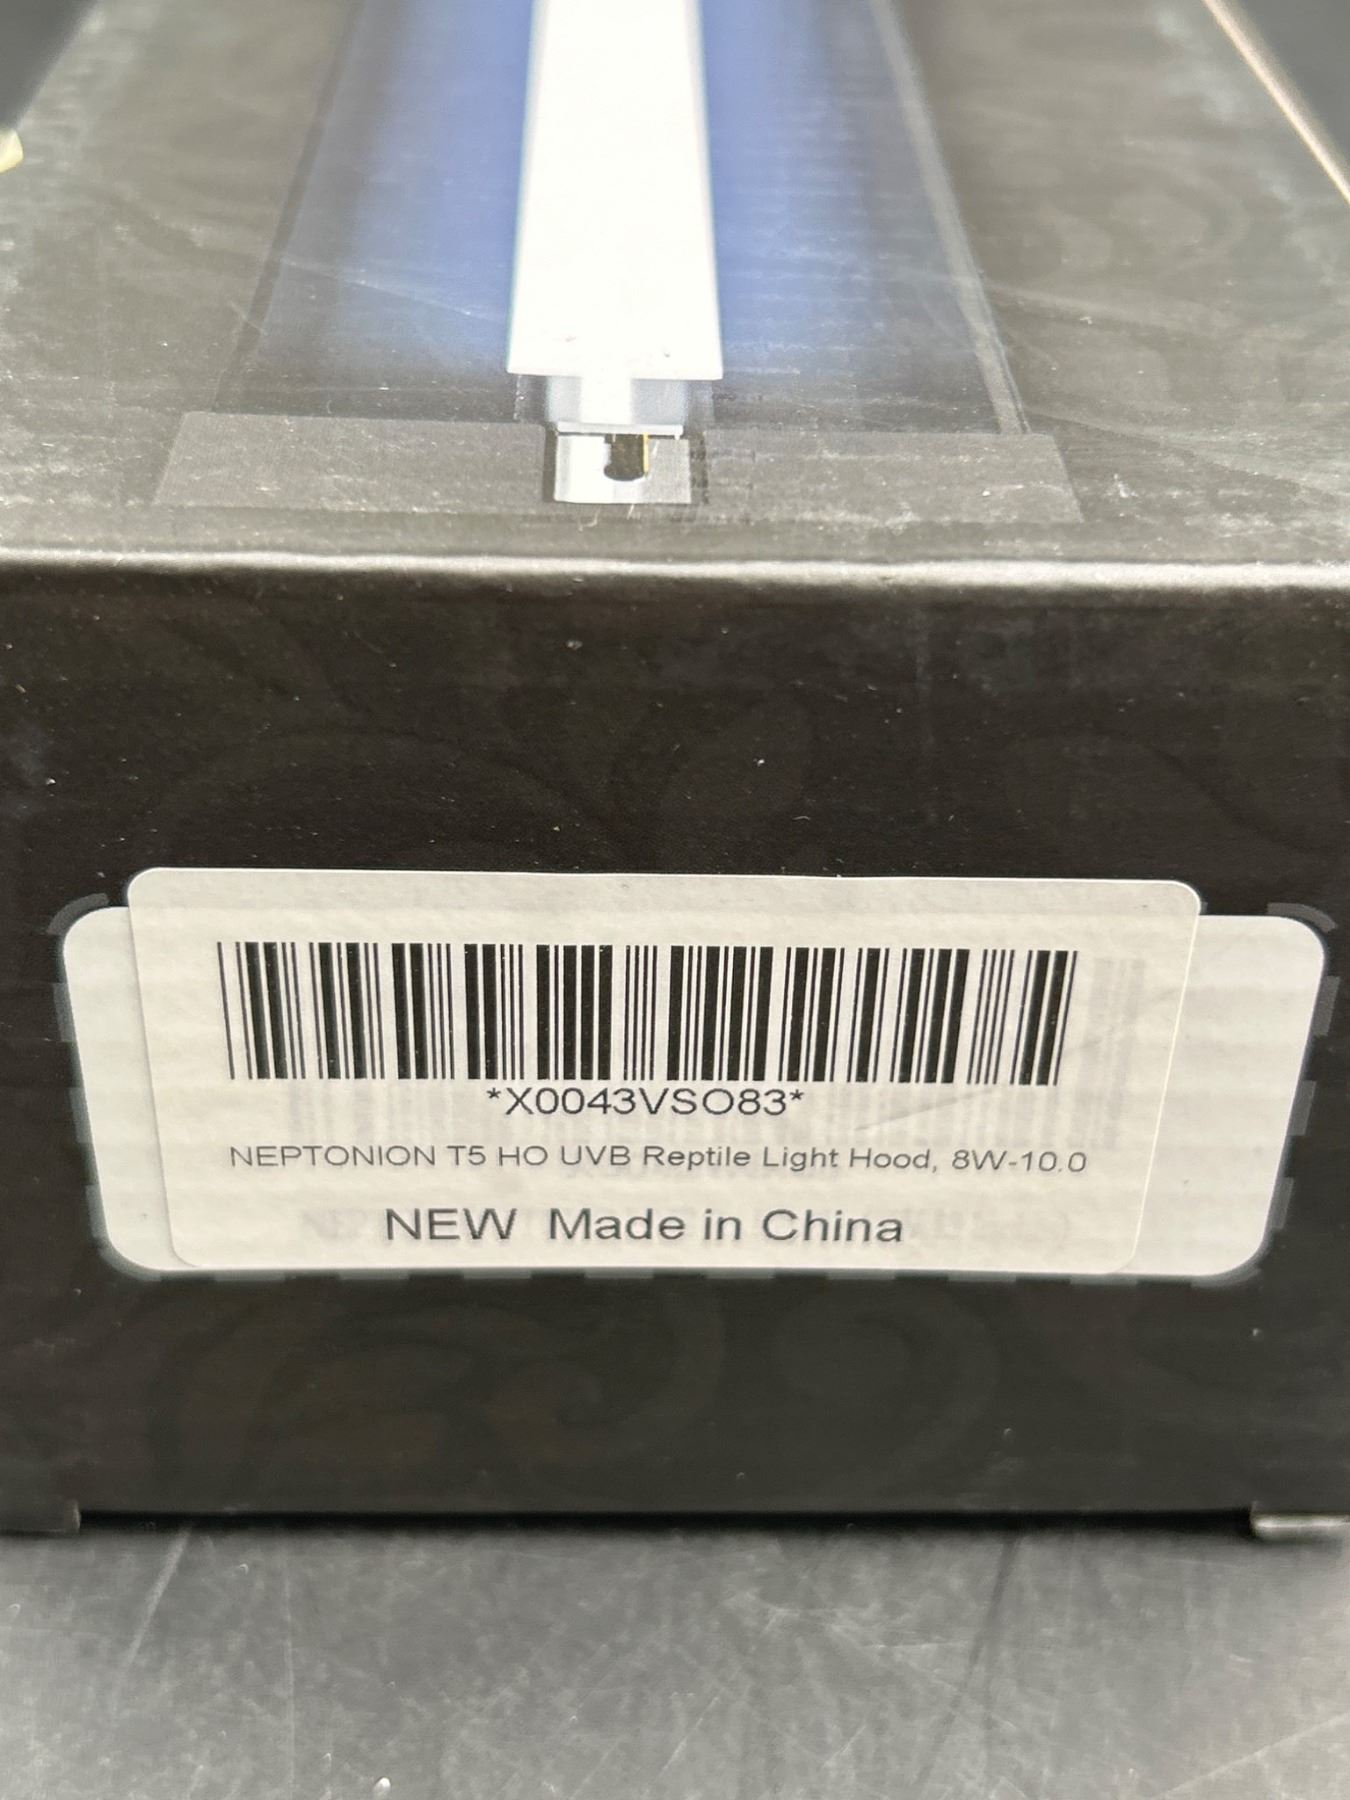 *X0043VSO83*
NEPTONION T5 HO UVB Reptile Light Hood, 8W-10.0
NEW Made in China